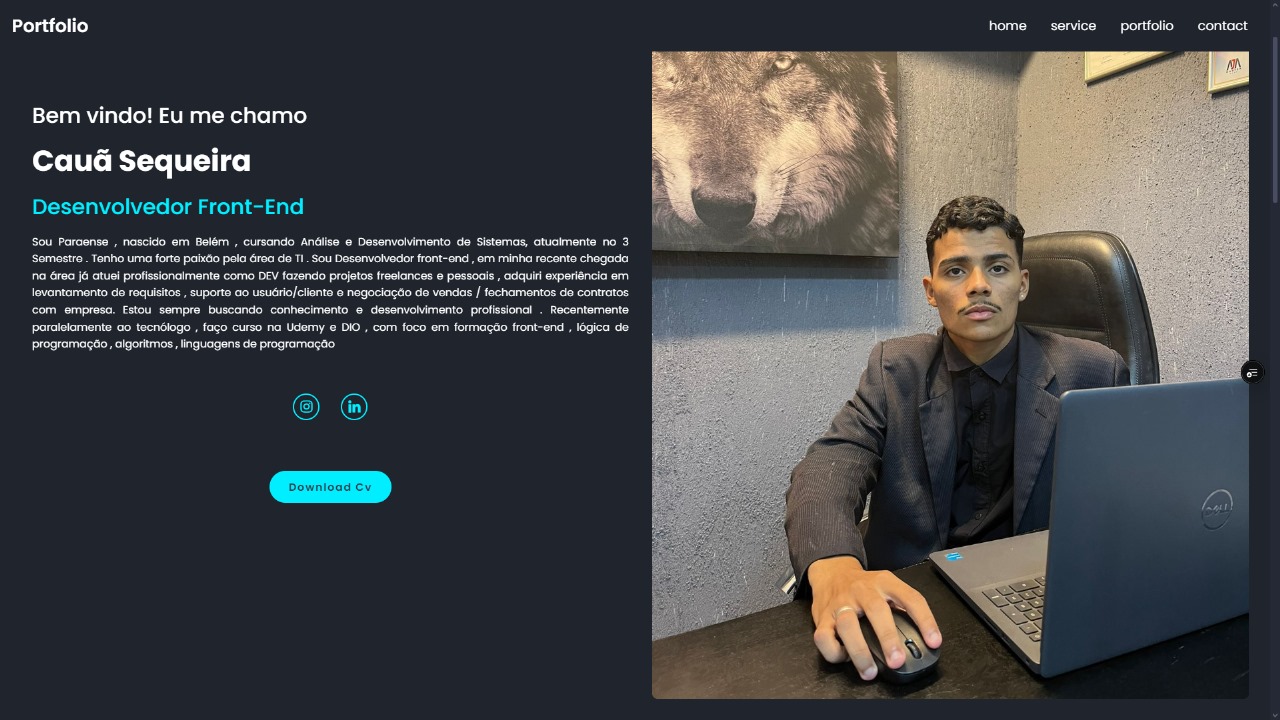 Portfolio
home service portfolio contact
Bem vindo! Eu me chamo
Cauã Sequeira
Desenvolvedor Front-End
Sou Paraense , nascido em Belém , cursando Análise e Desenvolvimento de Sistemas, atualmente no 3
Semestre . Tenho uma forte paixão pela área de TI . Sou Desenvolvedor front-end , em minha recente chegada
na área já atuei profissionalmente como DEV fazendo projetos freelances e pessoais , adquiri experiência em
levantamento de requisitos , suporte ao usuário/cliente e negociação de vendas / fechamentos de contratos
com empresa. Estou sempre buscando conhecimento e desenvolvimento profissional . Recentemente
paralelamente ao tecnólogo , faço curso na Udemy e DIO , com foco em formação front-end , lógica de
programação , algoritmos , linguagens de programação
in
Download Cv
DELL